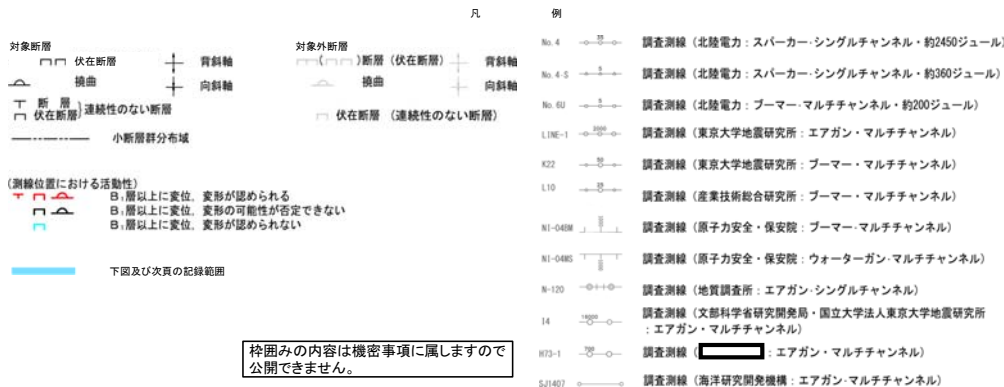 凡　例
対象断層
伏在断層
背斜軸
撓曲
向斜軸
断 層
伏在断層
連続性のない断層
小断層群分布域
対象外断層
( )断層（伏在断層）
背斜軸
撓曲
向斜軸
伏在断層（連続性のない断層）
(測線位置における活動性)
B₁層以上に変位，変形が認められる
B₁層以上に変位，変形の可能性が否定できない
B₁層以上に変位，変形が認められない
下図及び次頁の記録範囲
枠囲みの内容は機密事項に属しますので
公開できません。
No.4 35 調査測線（北陸電力：スパーカー・シングルチャンネル・約2450ジュール）
No.4-S 5 調査測線（北陸電力：スパーカー・シングルチャンネル・約360ジュール）
No.6U 5 調査測線（北陸電力：ブーマー・マルチチャンネル・約200ジュール）
LINE-1 2000 調査測線（東京大学地震研究所：エアガン・マルチチャンネル）
K22 50 調査測線（東京大学地震研究所：ブーマー・マルチチャンネル）
L10 25 調査測線（産業技術総合研究所：ブーマー・マルチチャンネル）
NI-04BM 調査測線（原子力安全・保安院：ブーマー・マルチチャンネル）
NI-04WS 調査測線（原子力安全・保安院：ウォーターガン・マルチチャンネル）
N-120 調査測線（地質調査所：エアガン・シングルチャンネル）
I4 調査測線（文部科学省研究開発局・国立大学法人東京大学地震研究所
：エアガン・マルチチャンネル）
H73-1 700 調査測線（ ：エアガン・マルチチャンネル）
SJ1407 調査測線（海洋研究開発機構：エアガン・マルチチャンネル）